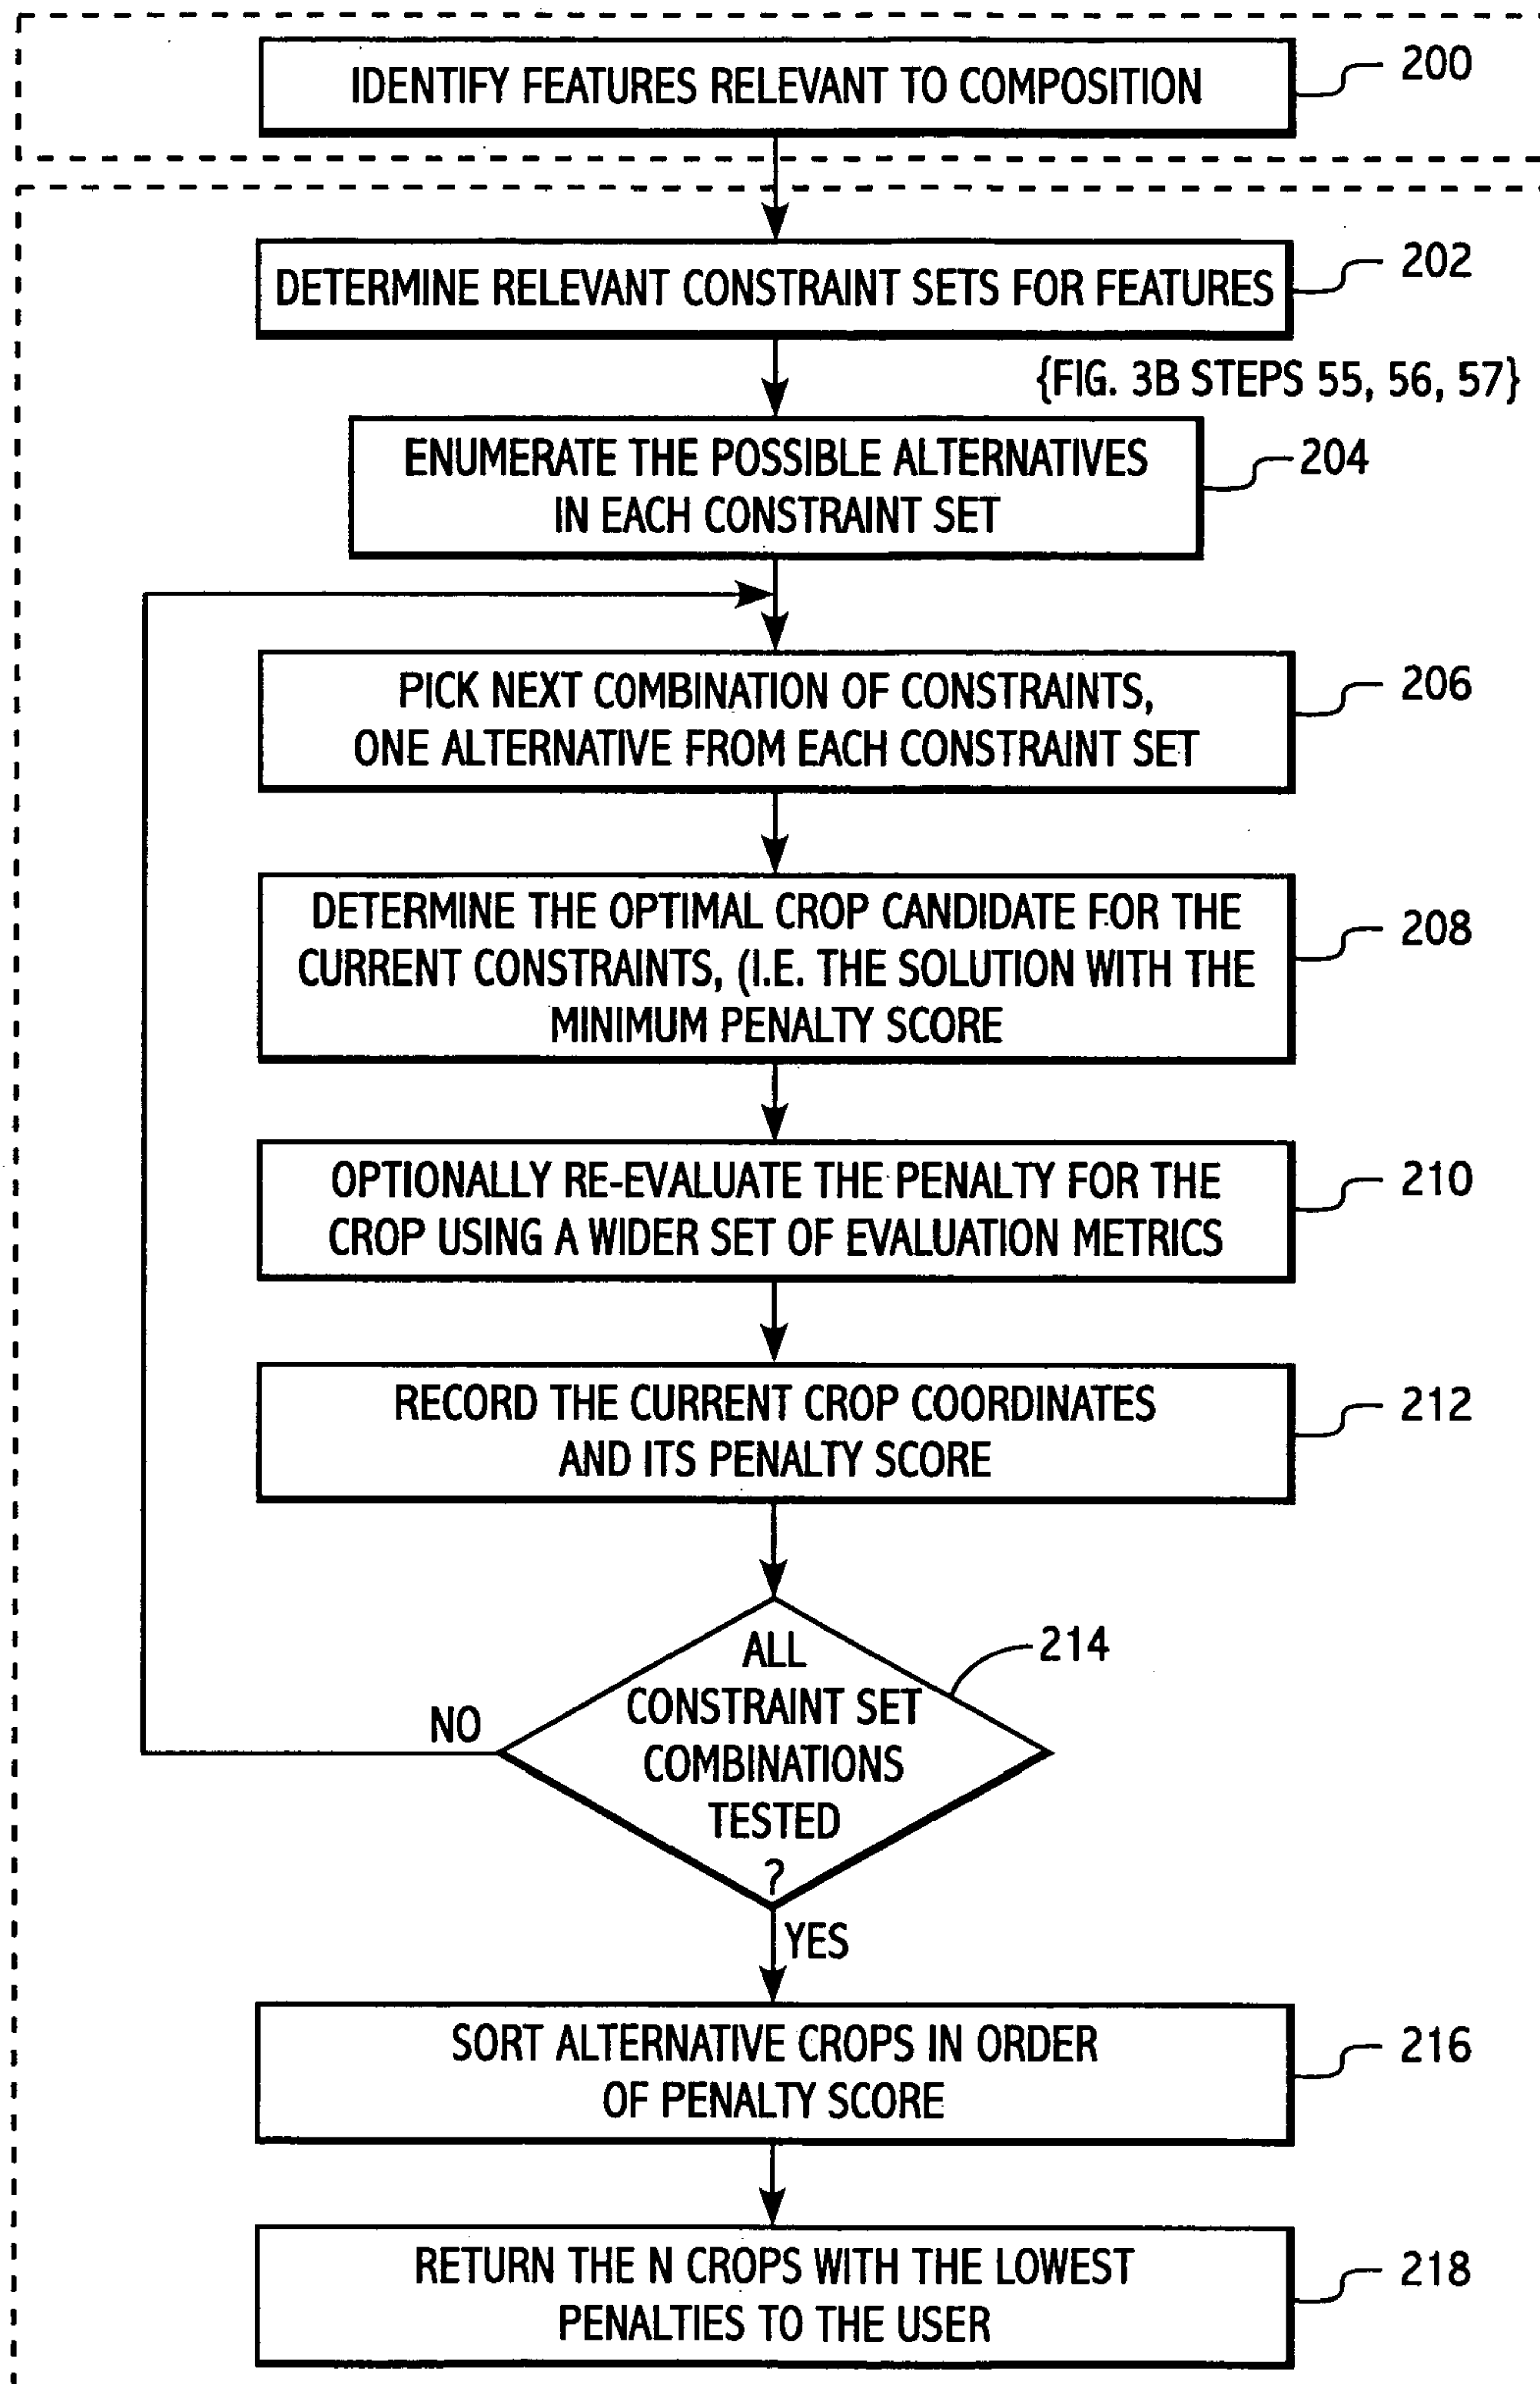 IDENTIFY FEATURES RELEVANT TO COMPOSITION
200
DETERMINE RELEVANT CONSTRAINT SETS FOR FEATURES
202
{FIG. 3B STEPS 55, 56, 57}
ENUMERATE THE POSSIBLE ALTERNATIVES
IN EACH CONSTRAINT SET
204
PICK NEXT COMBINATION OF CONSTRAINTS,
ONE ALTERNATIVE FROM EACH CONSTRAINT SET
206
DETERMINE THE OPTIMAL CROP CANDIDATE FOR THE
CURRENT CONSTRAINTS, (I.E. THE SOLUTION WITH THE
MINIMUM PENALTY SCORE
208
OPTIONALLY RE-EVALUATE THE PENALTY FOR THE
CROP USING A WIDER SET OF EVALUATION METRICS
210
RECORD THE CURRENT CROP COORDINATES
AND ITS PENALTY SCORE
212
ALL
CONSTRAINT SET
COMBINATIONS
TESTED
?
214
NO
YES
SORT ALTERNATIVE CROPS IN ORDER
OF PENALTY SCORE
216
RETURN THE N CROPS WITH THE LOWEST
PENALTIES TO THE USER
218